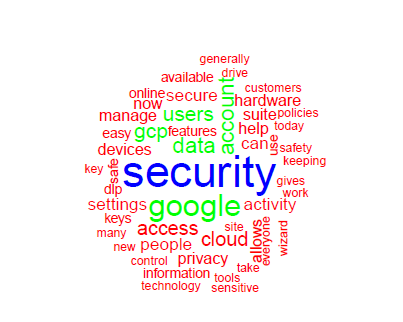 generally
available drive
online secure customers
now hardware
manage users account suite policies
easy gcp features help today
devices data can use safety
key safe security keeping
dlp gives
settings google activity work
keys access site
many cloud allows everyone wizard
new people
control privacy
information take
technology tools
sensitive